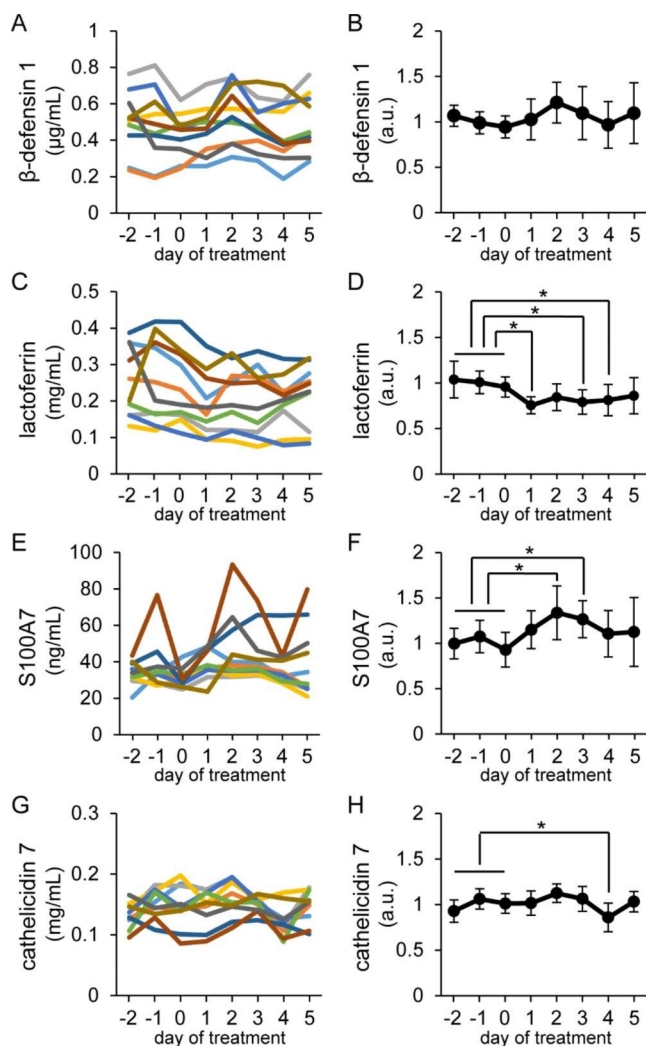 A
β-defensin 1
(μg/mL)
1
0.8
0.6
0.4
0.2
0
-2 -1 0 1 2 3 4 5
day of treatment
B
β-defensin 1
(a.u.)
2
1.5
1
0.5
0
-2 -1 0 1 2 3 4 5
day of treatment
C
lactoferrin
(mg/mL)
0.5
0.4
0.3
0.2
0.1
0
-2 -1 0 1 2 3 4 5
day of treatment
D
lactoferrin
(a.u.)
2
1.5
1
0.5
0
*
*
*
-2 -1 0 1 2 3 4 5
day of treatment
E
S100A7
(ng/mL)
100
80
60
40
20
0
-2 -1 0 1 2 3 4 5
day of treatment
F
S100A7
(a.u.)
2
1.5
1
0.5
0
*
*
-2 -1 0 1 2 3 4 5
day of treatment
G
cathelicidin 7
(mg/mL)
0.3
0.2
0.1
0
-2 -1 0 1 2 3 4 5
day of treatment
H
cathelicidin 7
(a.u.)
2
1.5
1
0.5
0
*
-2 -1 0 1 2 3 4 5
day of treatment